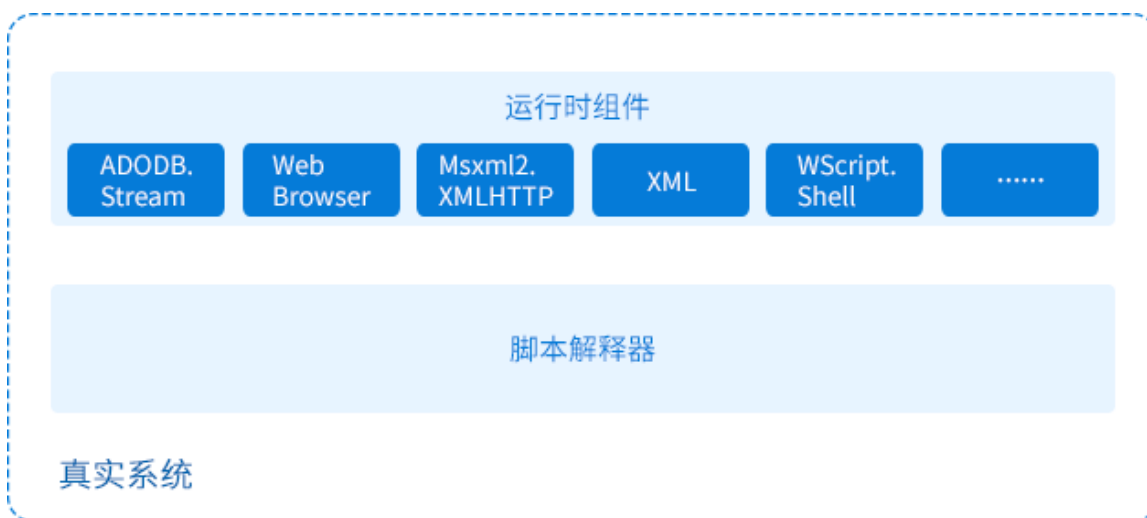 运行时组件
ADODB.
Stream
Web
Browser
Msxml2.
XMLHTTP
XML
WScript.
Shell
……
脚本解释器
真实系统